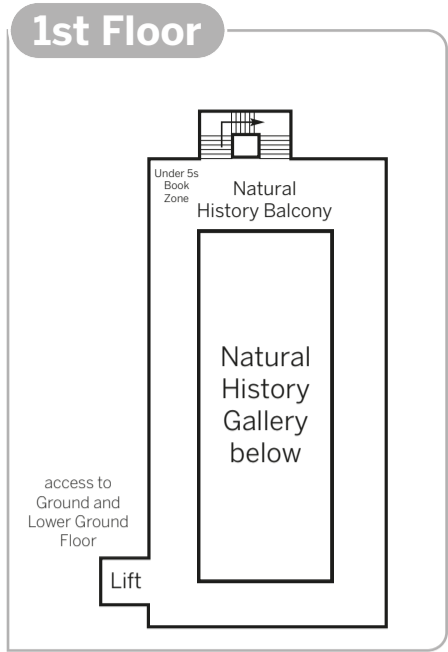 1st Floor
Under 5s
Book
Zone
Natural
History Balcony
Natural
History
Gallery
below
access to
Ground and
Lower Ground
Floor
Lift